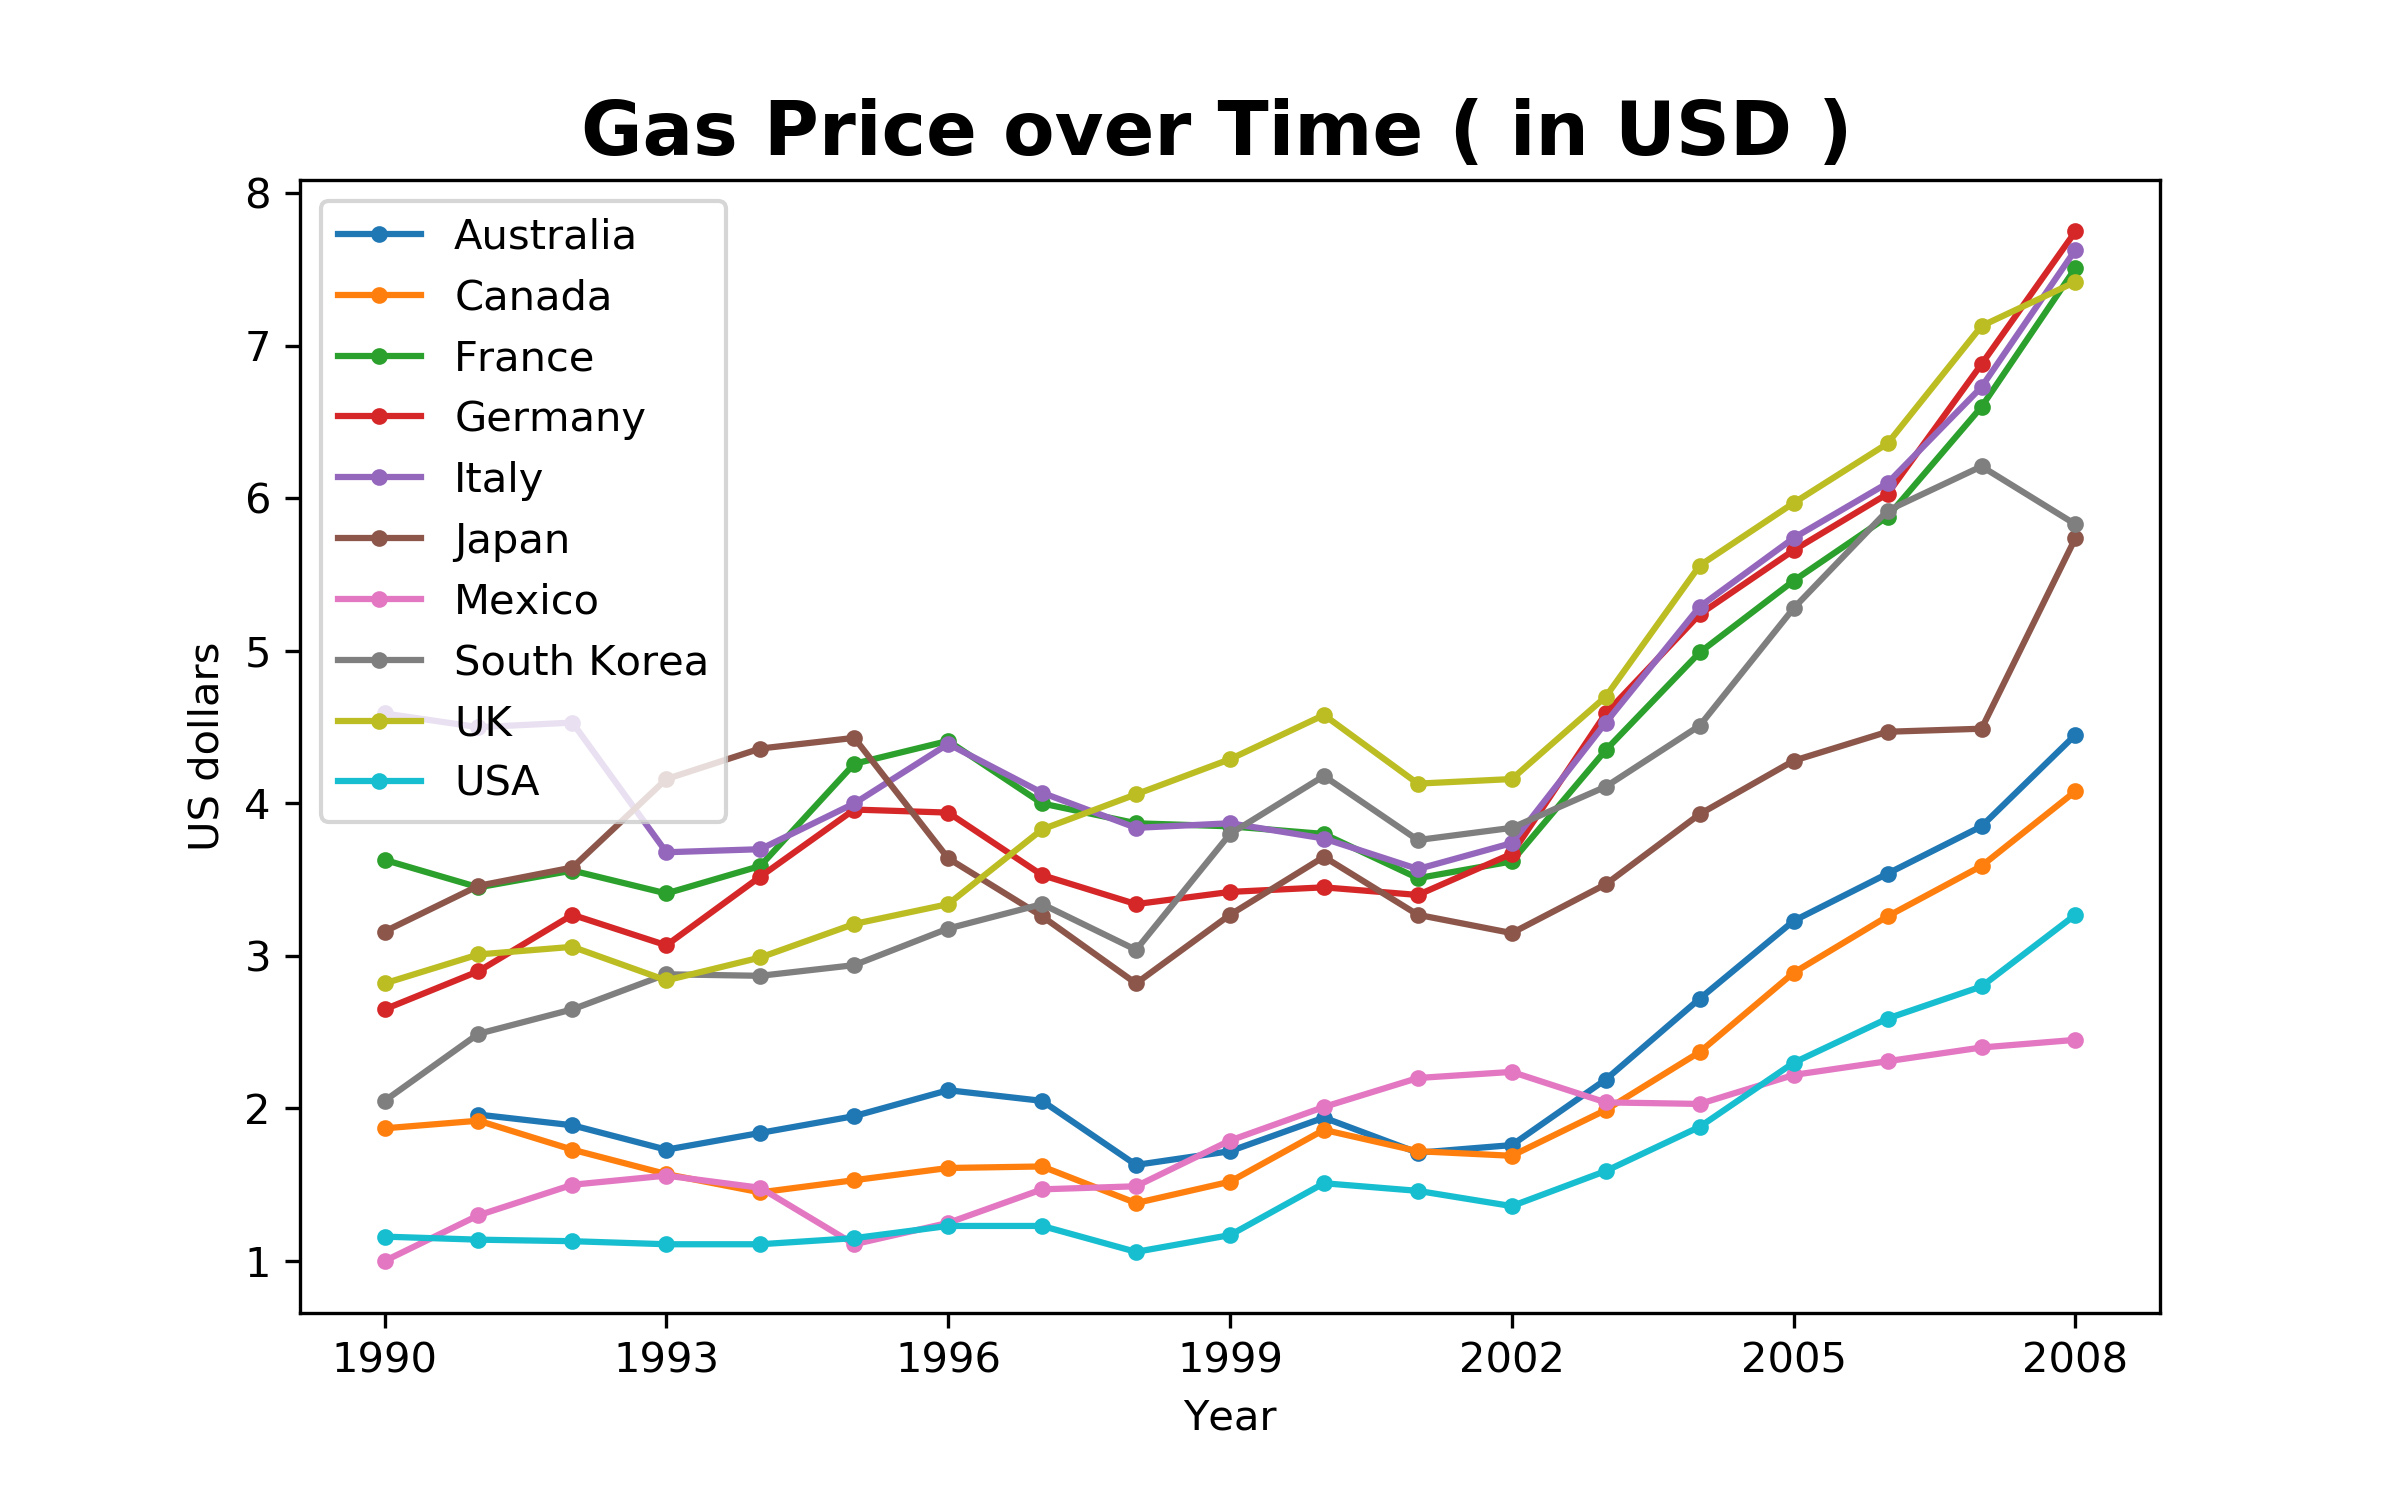 Gas Price over Time ( in USD )
8
7
6
5
4
3
2
1
US dollars
Australia
Canada
France
Germany
Italy
Japan
Mexico
South Korea
UK
USA
1990 1993 1996 1999 2002 2005 2008
Year